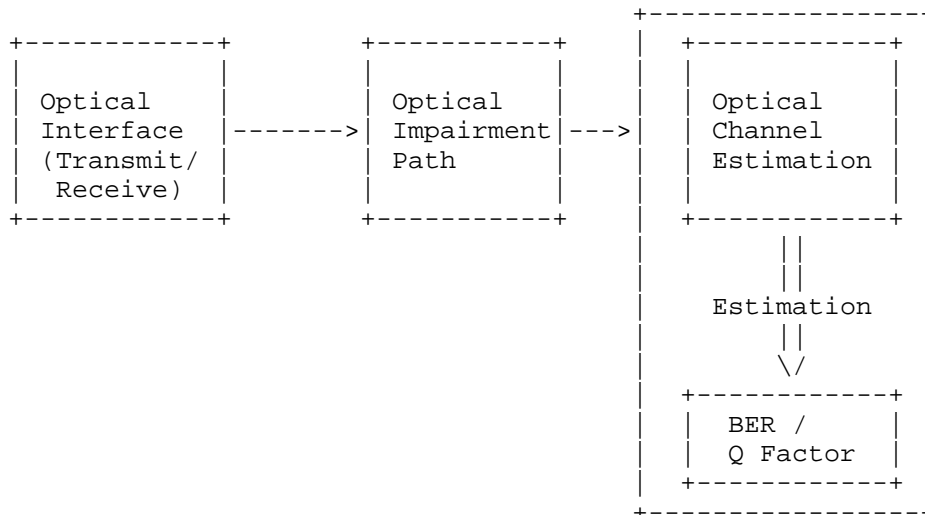 Optical
Interface
(Transmit/
Receive)
Optical
Impairment
Path
Optical
Channel
Estimation
Estimation
BER /
Q Factor